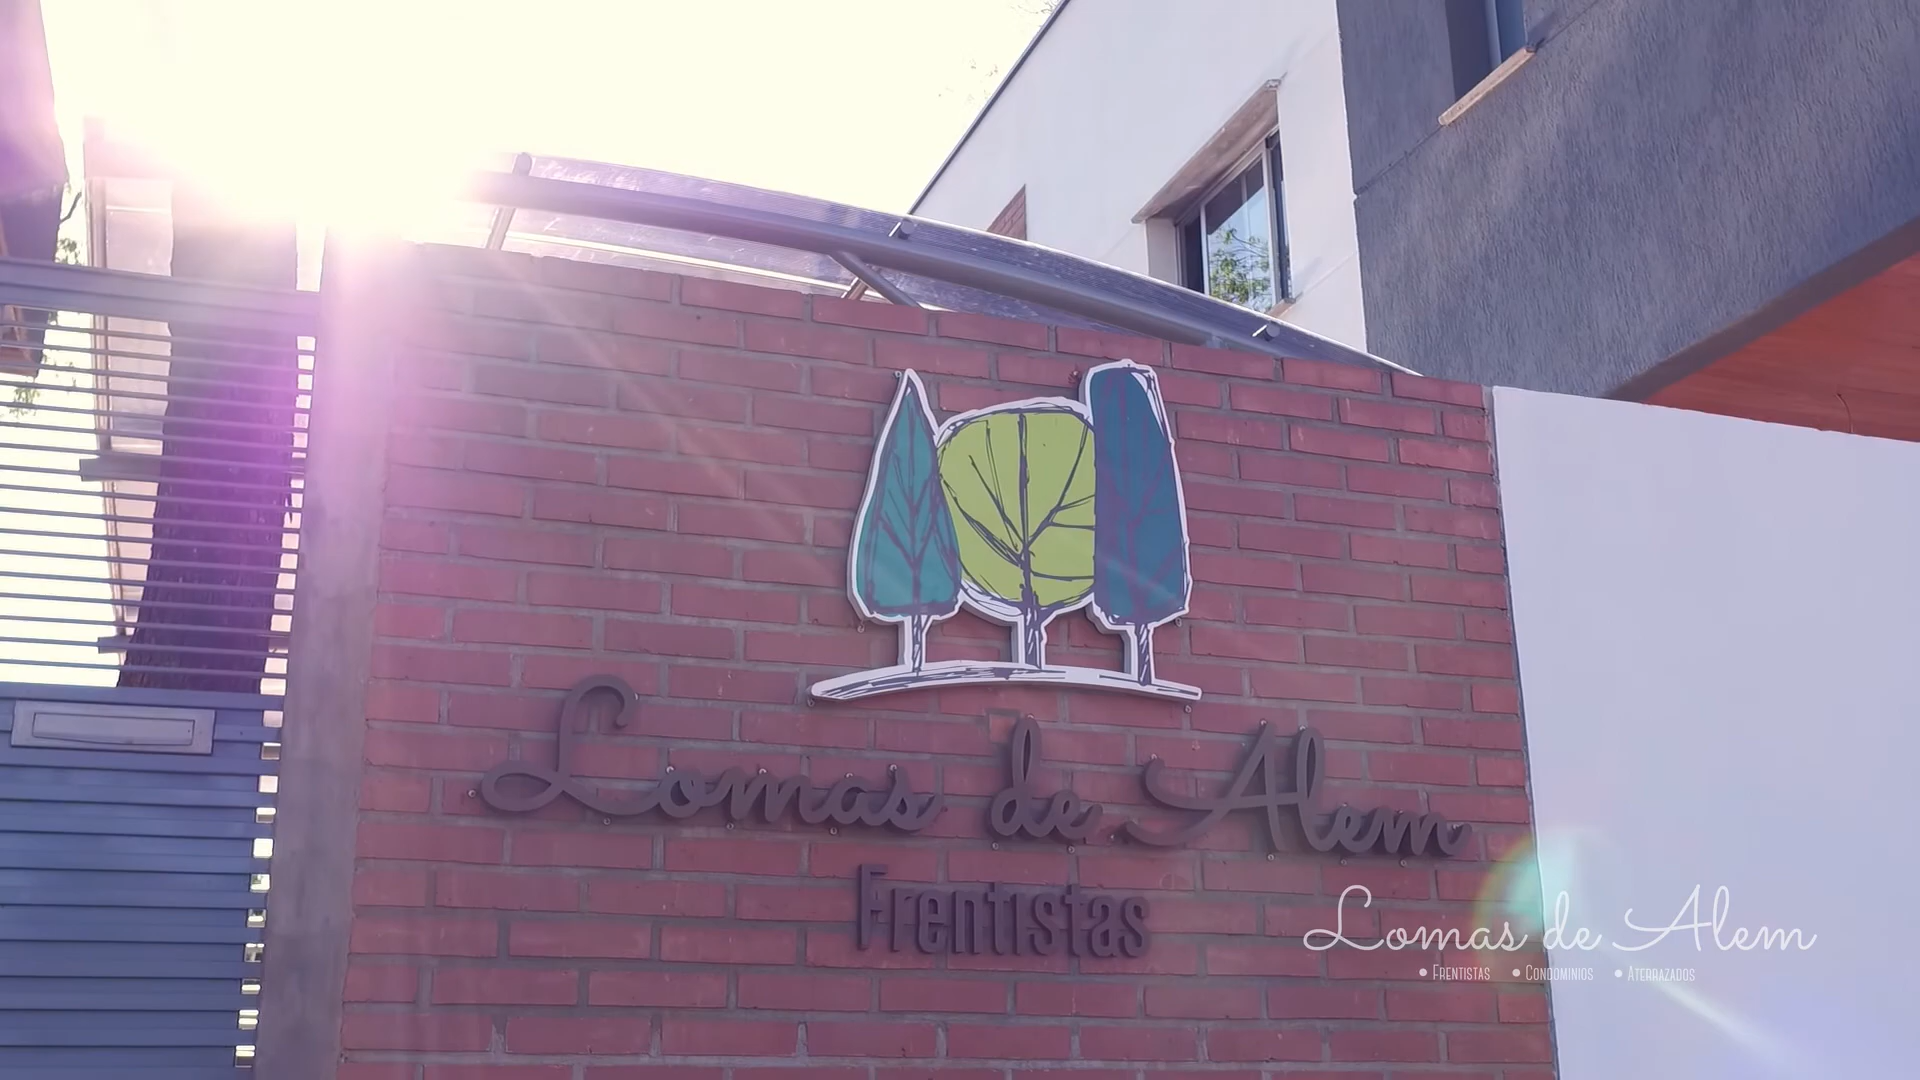 Lomas de Alem
Frentistas
Lomas de Alem
• Frentistas • Condominios • Aterrazados